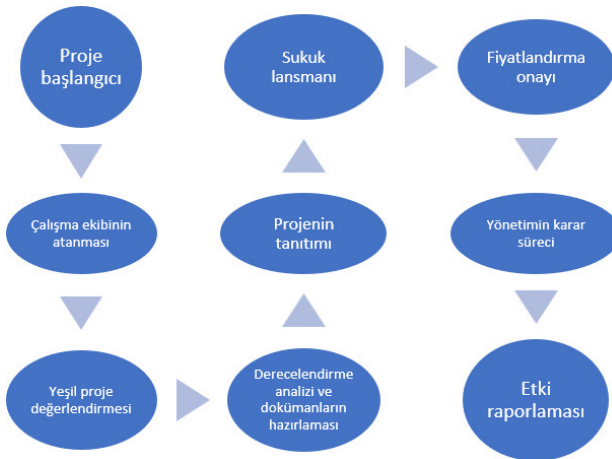 Proje
başlangıcı
Çalışma ekibinin
atanması
Yeşil proje
değerlendirmesi
Derecelendirme
analizi ve
dokümanların
hazırlaması
Projenin
tanıtımı
Sukuk
lansmanı
Fiyatlandırma
onayı
Yönetimin karar
süreci
Etki
raporlaması